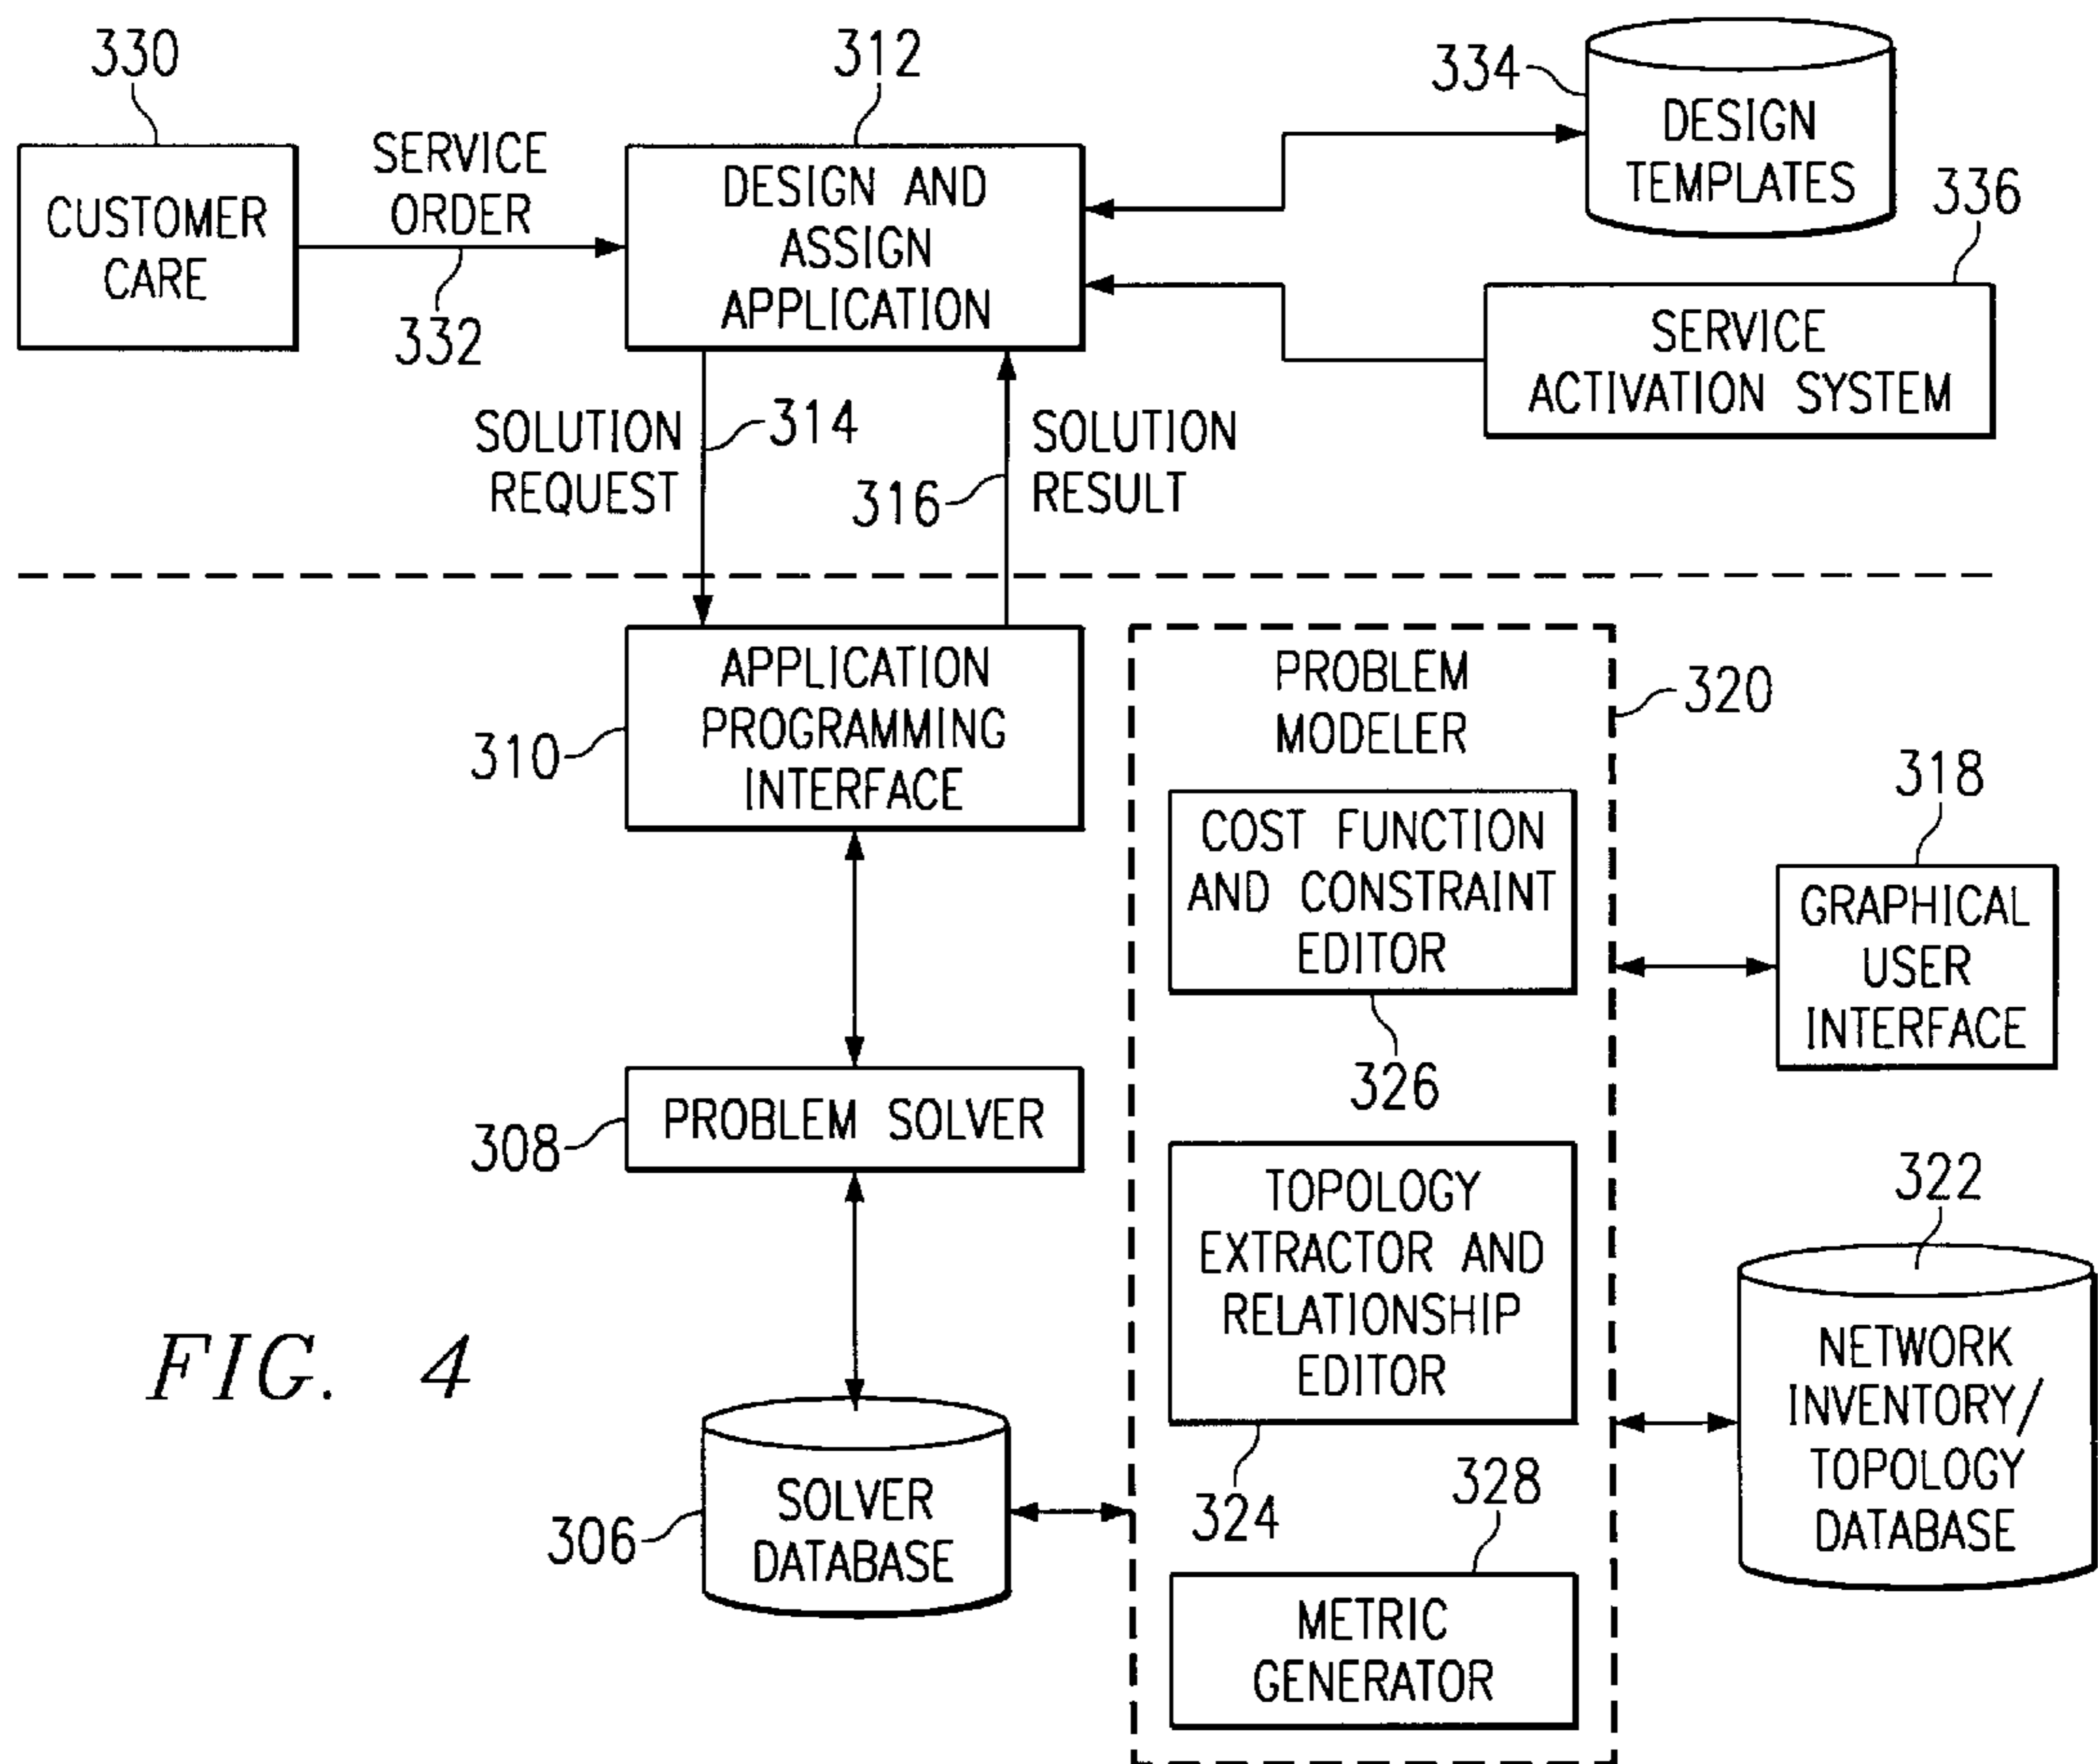 330
CUSTOMER
CARE
SERVICE
ORDER
332
312
DESIGN AND
ASSIGN
APPLICATION
334
DESIGN
TEMPLATES
336
SERVICE
ACTIVATION SYSTEM
SOLUTION
REQUEST
314
316
SOLUTION
RESULT
310
APPLICATION
PROGRAMMING
INTERFACE
PROBLEM
MODELER
320
COST FUNCTION
AND CONSTRAINT
EDITOR
326
318
GRAPHICAL
USER
INTERFACE
308
PROBLEM SOLVER
TOPOLOGY
EXTRACTOR AND
RELATIONSHIP
EDITOR
324
322
NETWORK
INVENTORY/
TOPOLOGY
DATABASE
FIG. 4
306
SOLVER
DATABASE
328
METRIC
GENERATOR